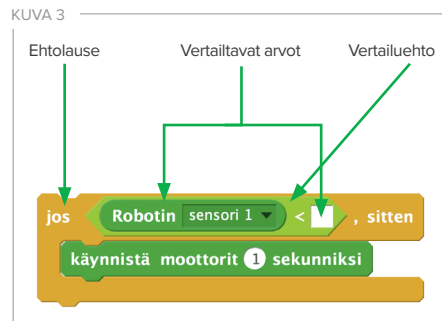 KUVA 3
Ehtolause Vertailtavat arvot Vertailuehto
jos Robotin sensori 1 < , sitten
käynnistä moottorit 1 sekunniksi